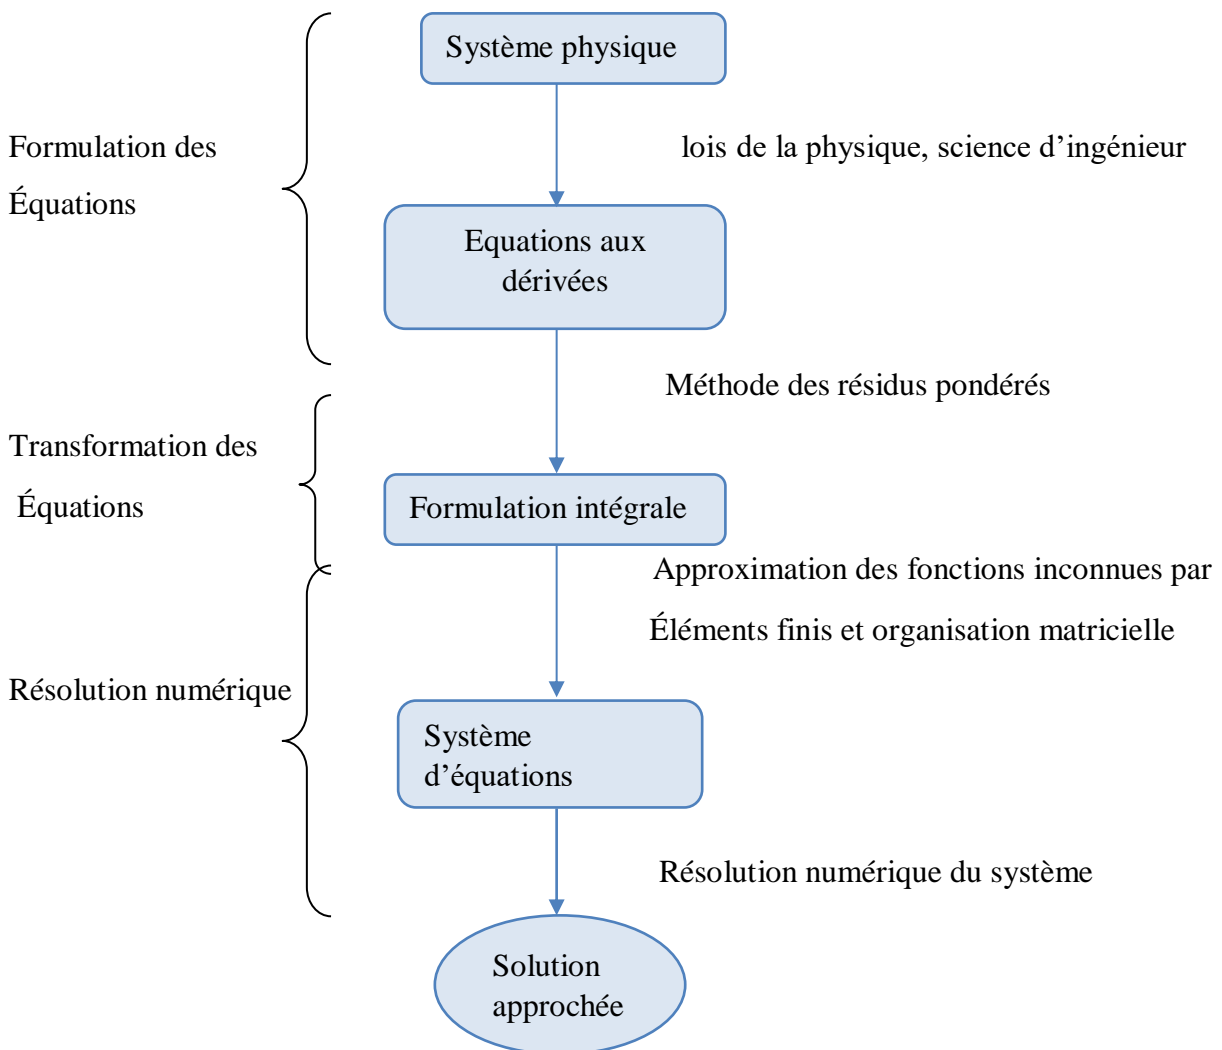 Système physique
Formulation des
lois de la physique, science d’ingénieur
Équations
Equations aux
dérivées
Méthode des résidus pondérés
Transformation des
Équations
Formulation intégrale
Approximation des fonctions inconnues par
Éléments finis et organisation matricielle
Résolution numérique
Système
d’équations
Résolution numérique du système
Solution
approchée